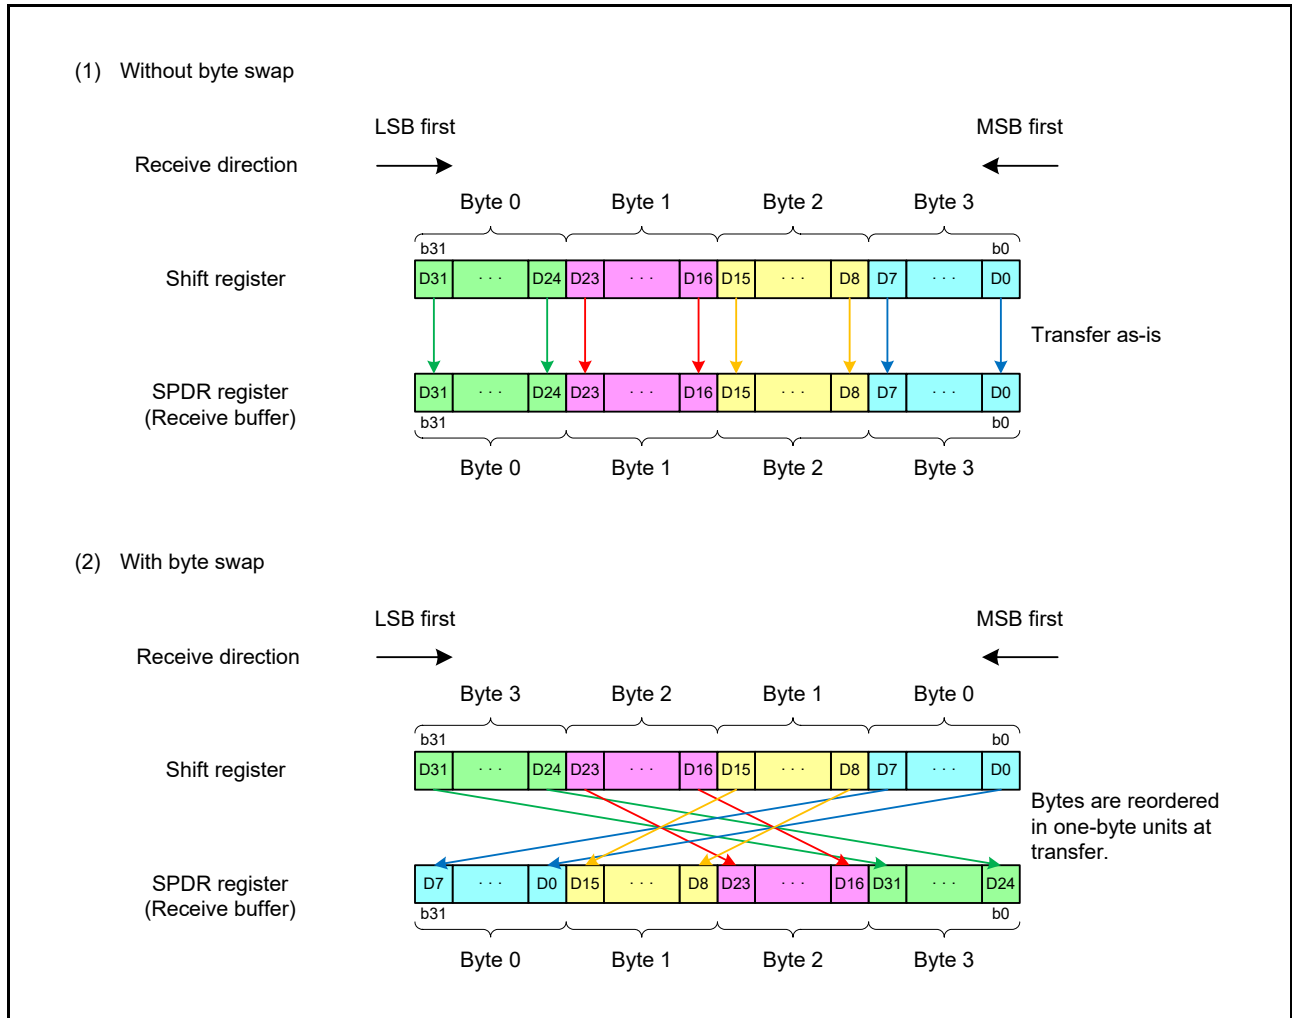 (1) Without byte swap
LSB first MSB first
Receive direction
Byte 0 Byte 1 Byte 2 Byte 3
b31 b0
Shift register D31 · · · D24 D23 · · · D16 D15 · · · D8 D7 · · · D0
Transfer as-is
SPDR register
(Receive buffer)
D31 · · · D24 D23 · · · D16 D15 · · · D8 D7 · · · D0
b31 b0
Byte 0 Byte 1 Byte 2 Byte 3
(2) With byte swap
LSB first MSB first
Receive direction
Byte 3 Byte 2 Byte 1 Byte 0
b31 b0
Shift register D31 · · · D24 D23 · · · D16 D15 · · · D8 D7 · · · D0
Bytes are reordered
in one-byte units at
transfer.
SPDR register
(Receive buffer)
D7 · · · D0 D15 · · · D8 D23 · · · D16 D31 · · · D24
b31 b0
Byte 0 Byte 1 Byte 2 Byte 3